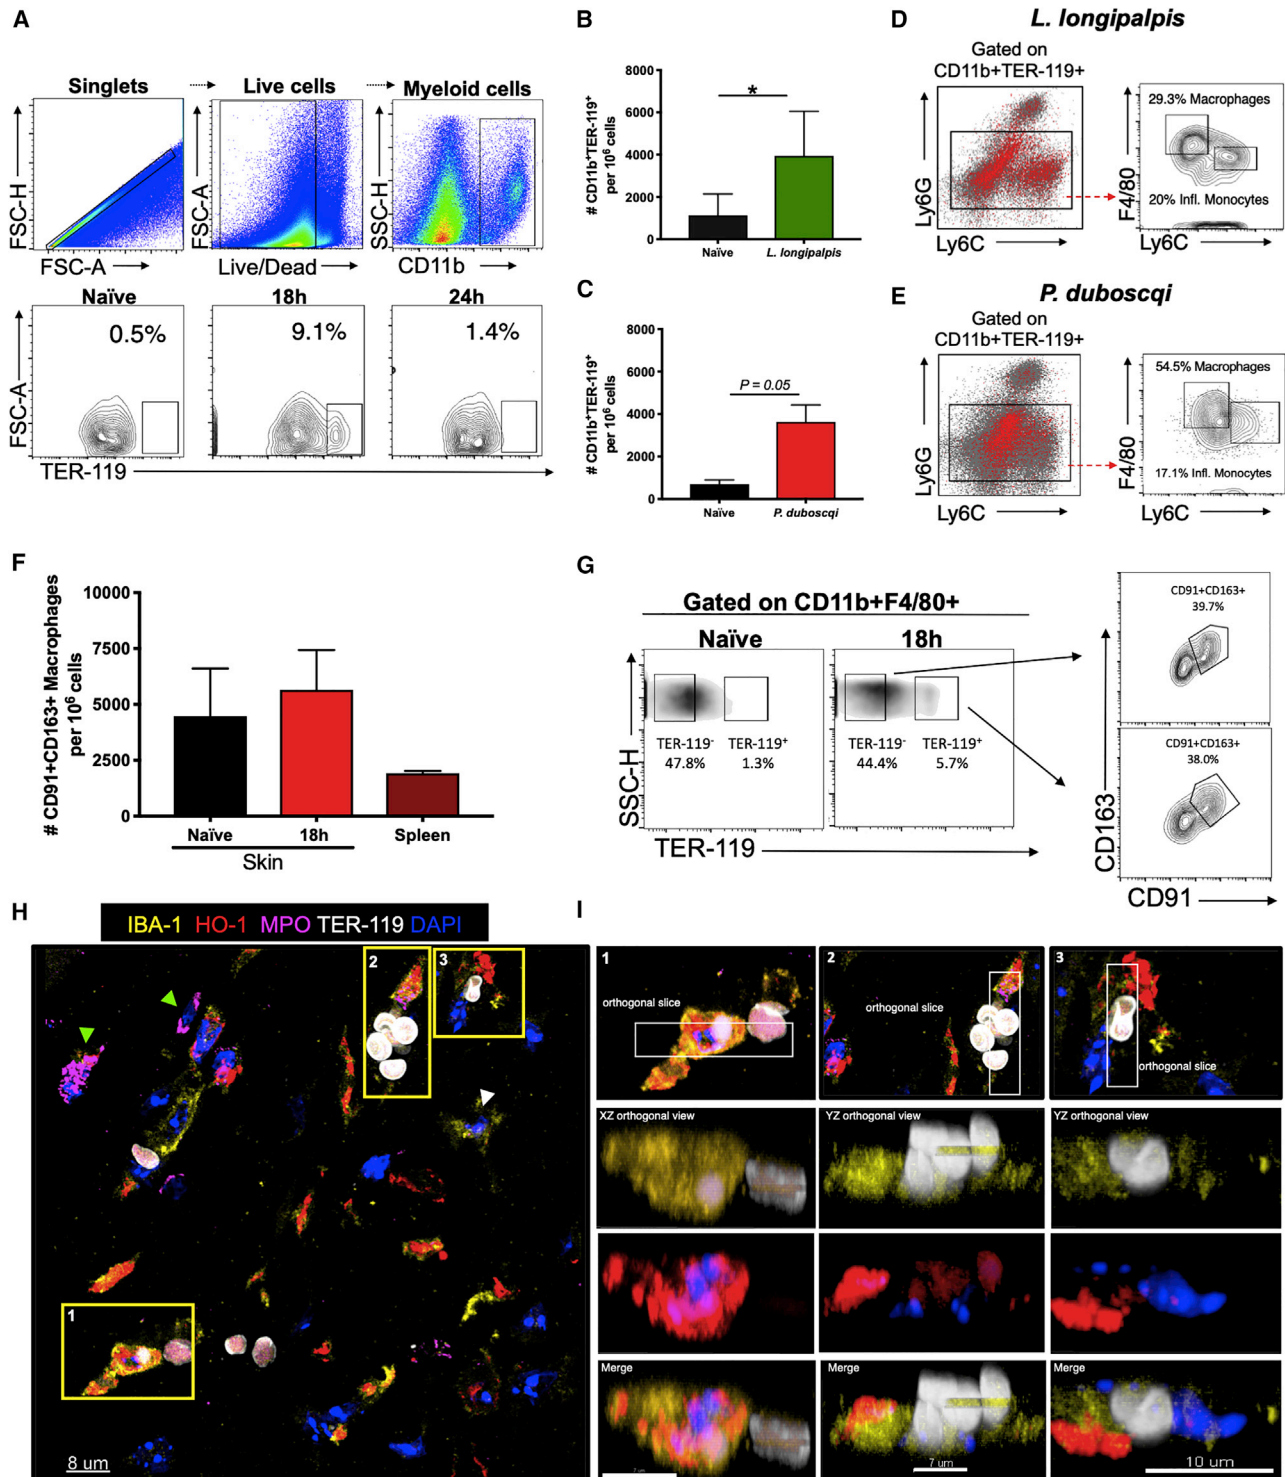 A
Singlets
Live cells
Myeloid cells
FSC-H
FSC-A
FSC-A
Live/Dead
SSC-H
CD11b
Naïve
18h
24h
0.5%
9.1%
1.4%
FSC-A
TER-119
B
# CD11b+TER-119+
per 10⁶ cells
8000
6000
4000
2000
0
*
Naïve
L. longipalpis
C
# CD11b+TER-119+
per 10⁶ cells
8000
6000
4000
2000
0
P = 0.05
Naïve
P. duboscqi
D
L. longipalpis
Gated on
CD11b+TER-119+
Ly6G
Ly6C
29.3% Macrophages
20% Infl. Monocytes
F4/80
Ly6C
E
P. duboscqi
Gated on
CD11b+TER-119+
Ly6G
Ly6C
54.5% Macrophages
17.1% Infl. Monocytes
F4/80
Ly6C
F
# CD91+CD163+ Macrophages
per 10⁶ cells
10000
7500
5000
2500
0
Naïve
18h
Spleen
Skin
G
Gated on CD11b+F4/80+
Naïve
18h
SSC-H
TER-119⁻
47.8%
TER-119⁺
1.3%
TER-119⁻
44.4%
TER-119⁺
5.7%
TER-119
CD91+CD163+
39.7%
CD91+CD163+
38.0%
CD163
CD91
H
IBA-1 HO-1 MPO TER-119 DAPI
2
3
1
8 um
I
1
orthogonal slice
2
orthogonal slice
3
orthogonal slice
XZ orthogonal view
YZ orthogonal view
YZ orthogonal view
Merge
Merge
7 um
Merge
10 um